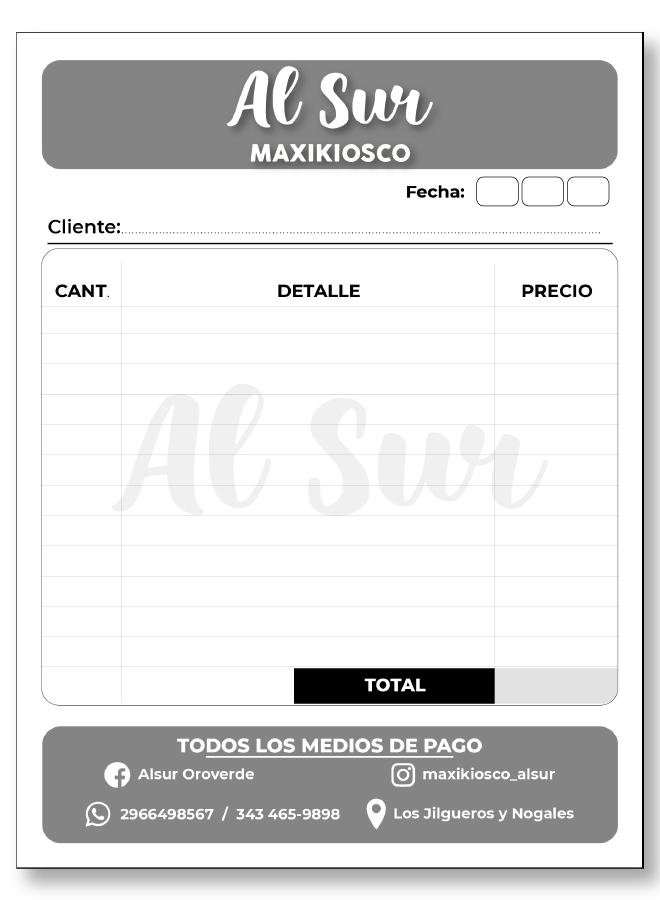 Al Sur
MAXIKIOSCO
Fecha:
Cliente:
CANT. DETALLE PRECIO
Al Sur
TOTAL
TODOS LOS MEDIOS DE PAGO
Alsur Oroverde maxikiosco_alsur
2966498567 / 343 465-9898 Los Jilgueros y Nogales